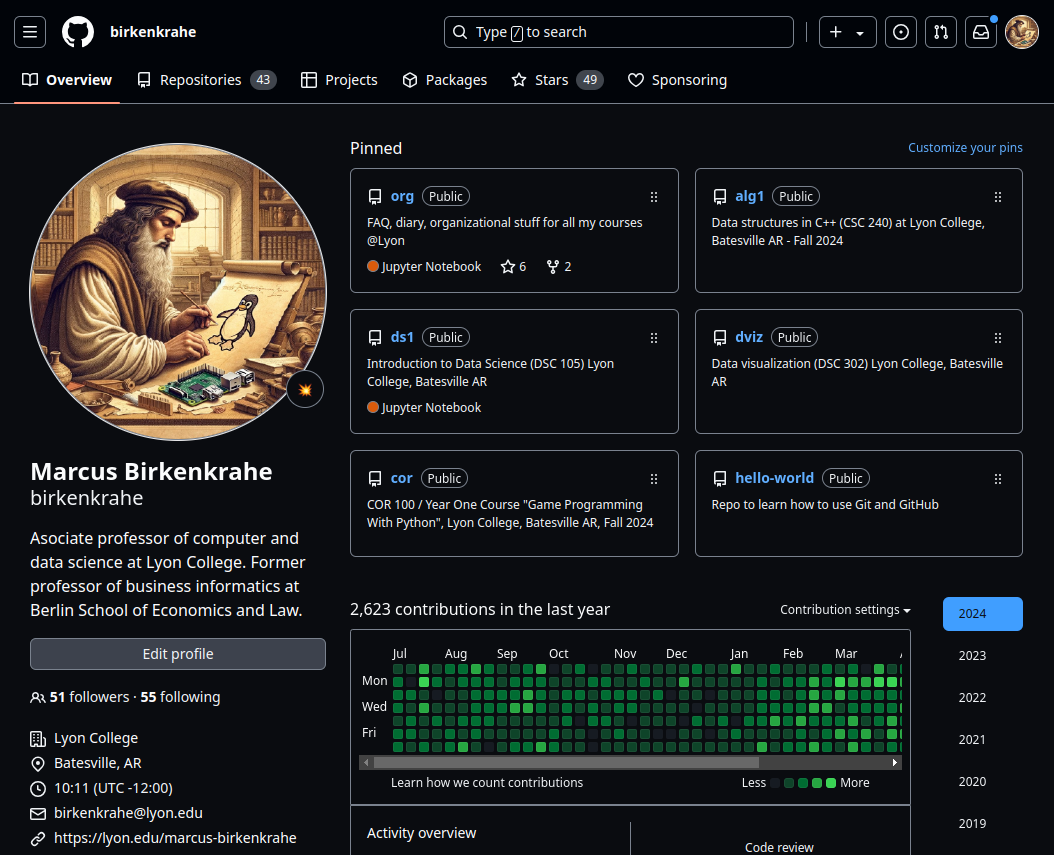 birkenkrahe
Type / to search
Overview
Repositories 43
Projects
Packages
Stars 49
Sponsoring
Marcus Birkenkrahe
birkenkrahe
Asociate professor of computer and
data science at Lyon College. Former
professor of business informatics at
Berlin School of Economics and Law.
Edit profile
51 followers · 55 following
Lyon College
Batesville, AR
10:11 (UTC -12:00)
birkenkrahe@lyon.edu
https://lyon.edu/marcus-birkenkrahe
Pinned
Customize your pins
org Public
FAQ, diary, organizational stuff for all my courses
@Lyon
Jupyter Notebook 6 2
alg1 Public
Data structures in C++ (CSC 240) at Lyon College,
Batesville AR - Fall 2024
ds1 Public
Introduction to Data Science (DSC 105) Lyon
College, Batesville AR
Jupyter Notebook
dviz Public
Data visualization (DSC 302) Lyon College, Batesville
AR
cor Public
COR 100 / Year One Course "Game Programming
With Python", Lyon College, Batesville AR, Fall 2024
hello-world Public
Repo to learn how to use Git and GitHub
2,623 contributions in the last year
Contribution settings
Jul Aug Sep Oct Nov Dec Jan Feb Mar
Mon
Wed
Fri
Learn how we count contributions
Less More
2024
2023
2022
2021
2020
2019
Activity overview
Code review